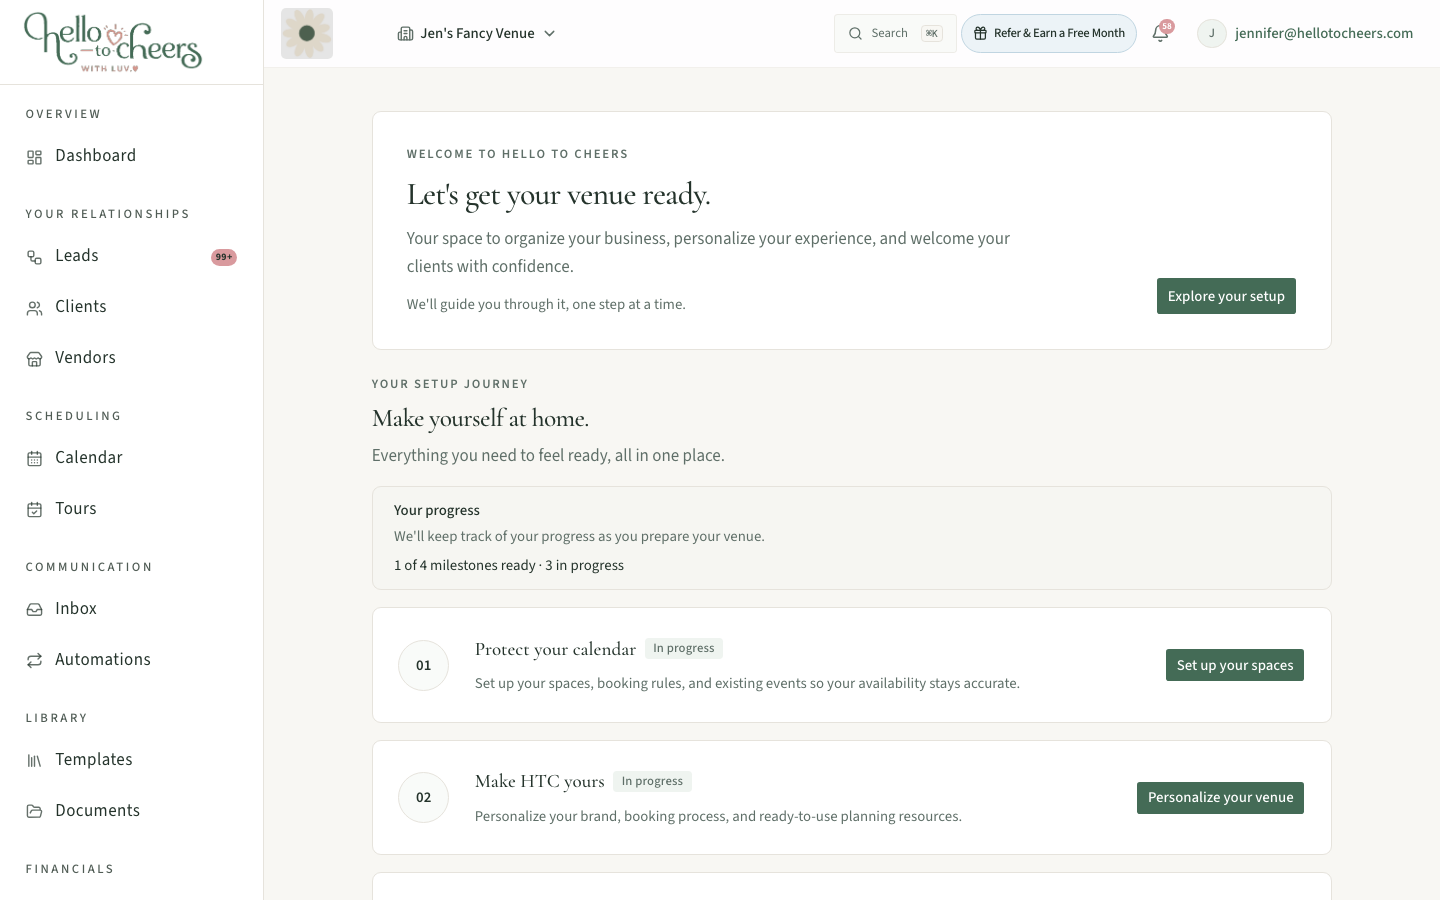 hello
to cheers
WITH LUV.
Jen's Fancy Venue
Search ⌘K
Refer & Earn a Free Month
58
J
jennifer@hellotocheers.com
OVERVIEW
Dashboard
YOUR RELATIONSHIPS
Leads 99+
Clients
Vendors
SCHEDULING
Calendar
Tours
COMMUNICATION
Inbox
Automations
LIBRARY
Templates
Documents
FINANCIALS
WELCOME TO HELLO TO CHEERS
Let's get your venue ready.
Your space to organize your business, personalize your experience, and welcome your
clients with confidence.
We'll guide you through it, one step at a time.
Explore your setup
YOUR SETUP JOURNEY
Make yourself at home.
Everything you need to feel ready, all in one place.
Your progress
We'll keep track of your progress as you prepare your venue.
1 of 4 milestones ready · 3 in progress
01
Protect your calendar In progress
Set up your spaces, booking rules, and existing events so your availability stays accurate.
Set up your spaces
02
Make HTC yours In progress
Personalize your brand, booking process, and ready-to-use planning resources.
Personalize your venue